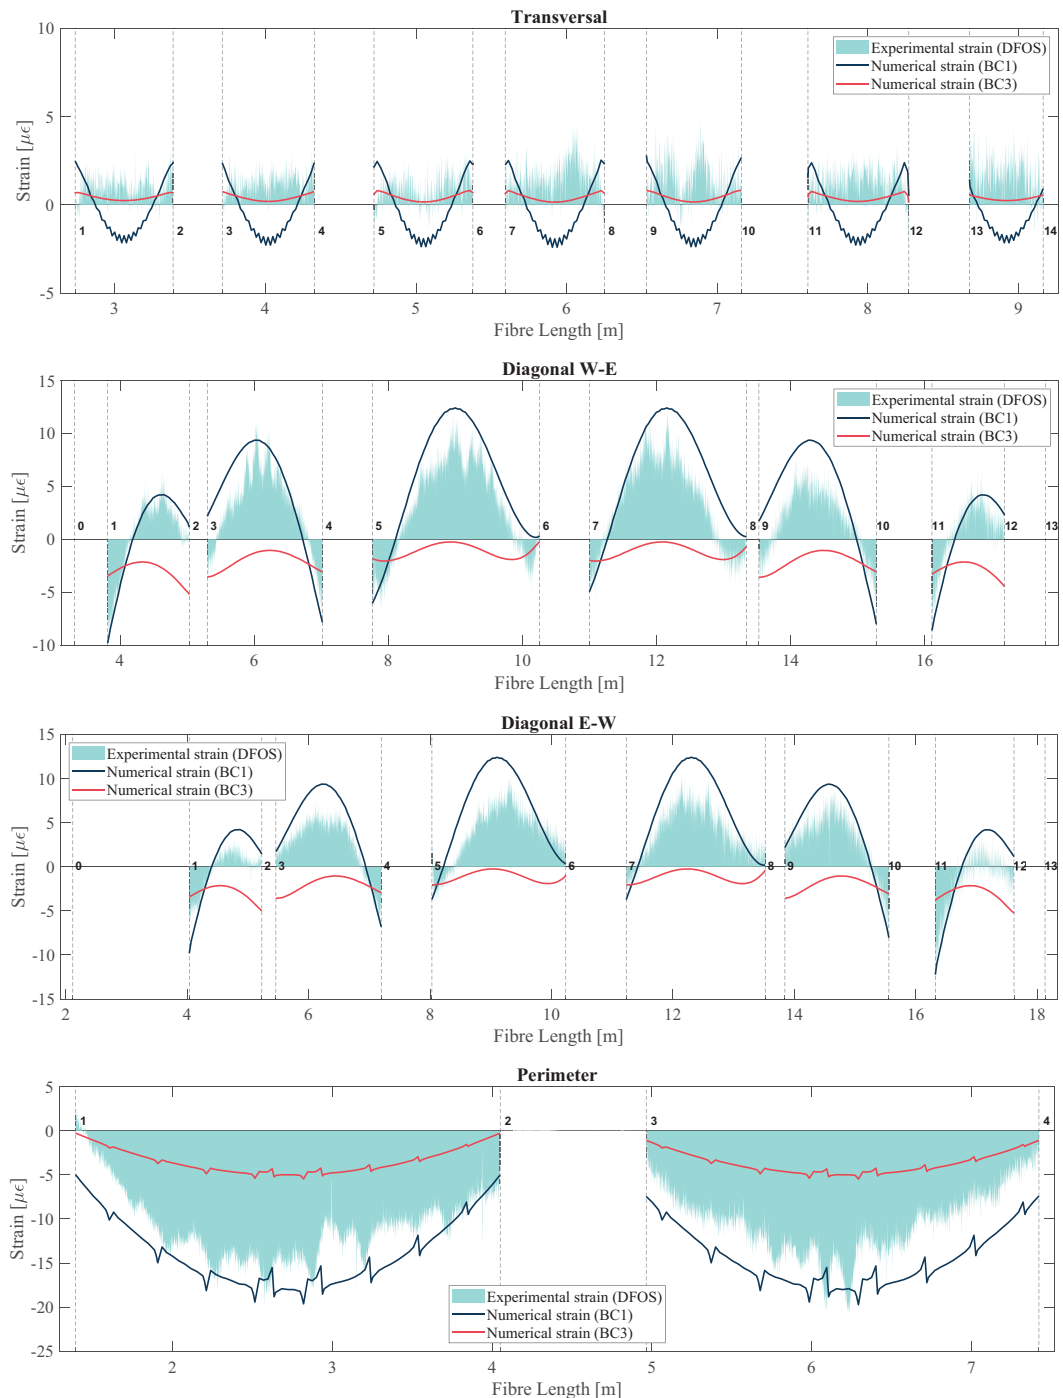 Transversal
10
5
0
-5
Strain [με]
Experimental strain (DFOS)
Numerical strain (BC1)
Numerical strain (BC3)
1 2 3 4 5 6 7 8 9 10 11 12 13 14
3 4 5 6 7 8 9
Fibre Length [m]
Diagonal W-E
15
10
5
0
-5
-10
Strain [με]
Experimental strain (DFOS)
Numerical strain (BC1)
Numerical strain (BC3)
0 1 2 3 4 5 6 7 8 9 10 11 12 13
4 6 8 10 12 14 16
Fibre Length [m]
Diagonal E-W
15
10
5
0
-5
-10
-15
Strain [με]
Experimental strain (DFOS)
Numerical strain (BC1)
Numerical strain (BC3)
0 1 2 3 4 5 6 7 8 9 10 11 12 13
2 4 6 8 10 12 14 16 18
Fibre Length [m]
Perimeter
5
0
-5
-10
-15
-20
-25
Strain [με]
1 2 3 4
Experimental strain (DFOS)
Numerical strain (BC1)
Numerical strain (BC3)
2 3 4 5 6 7
Fibre Length [m]